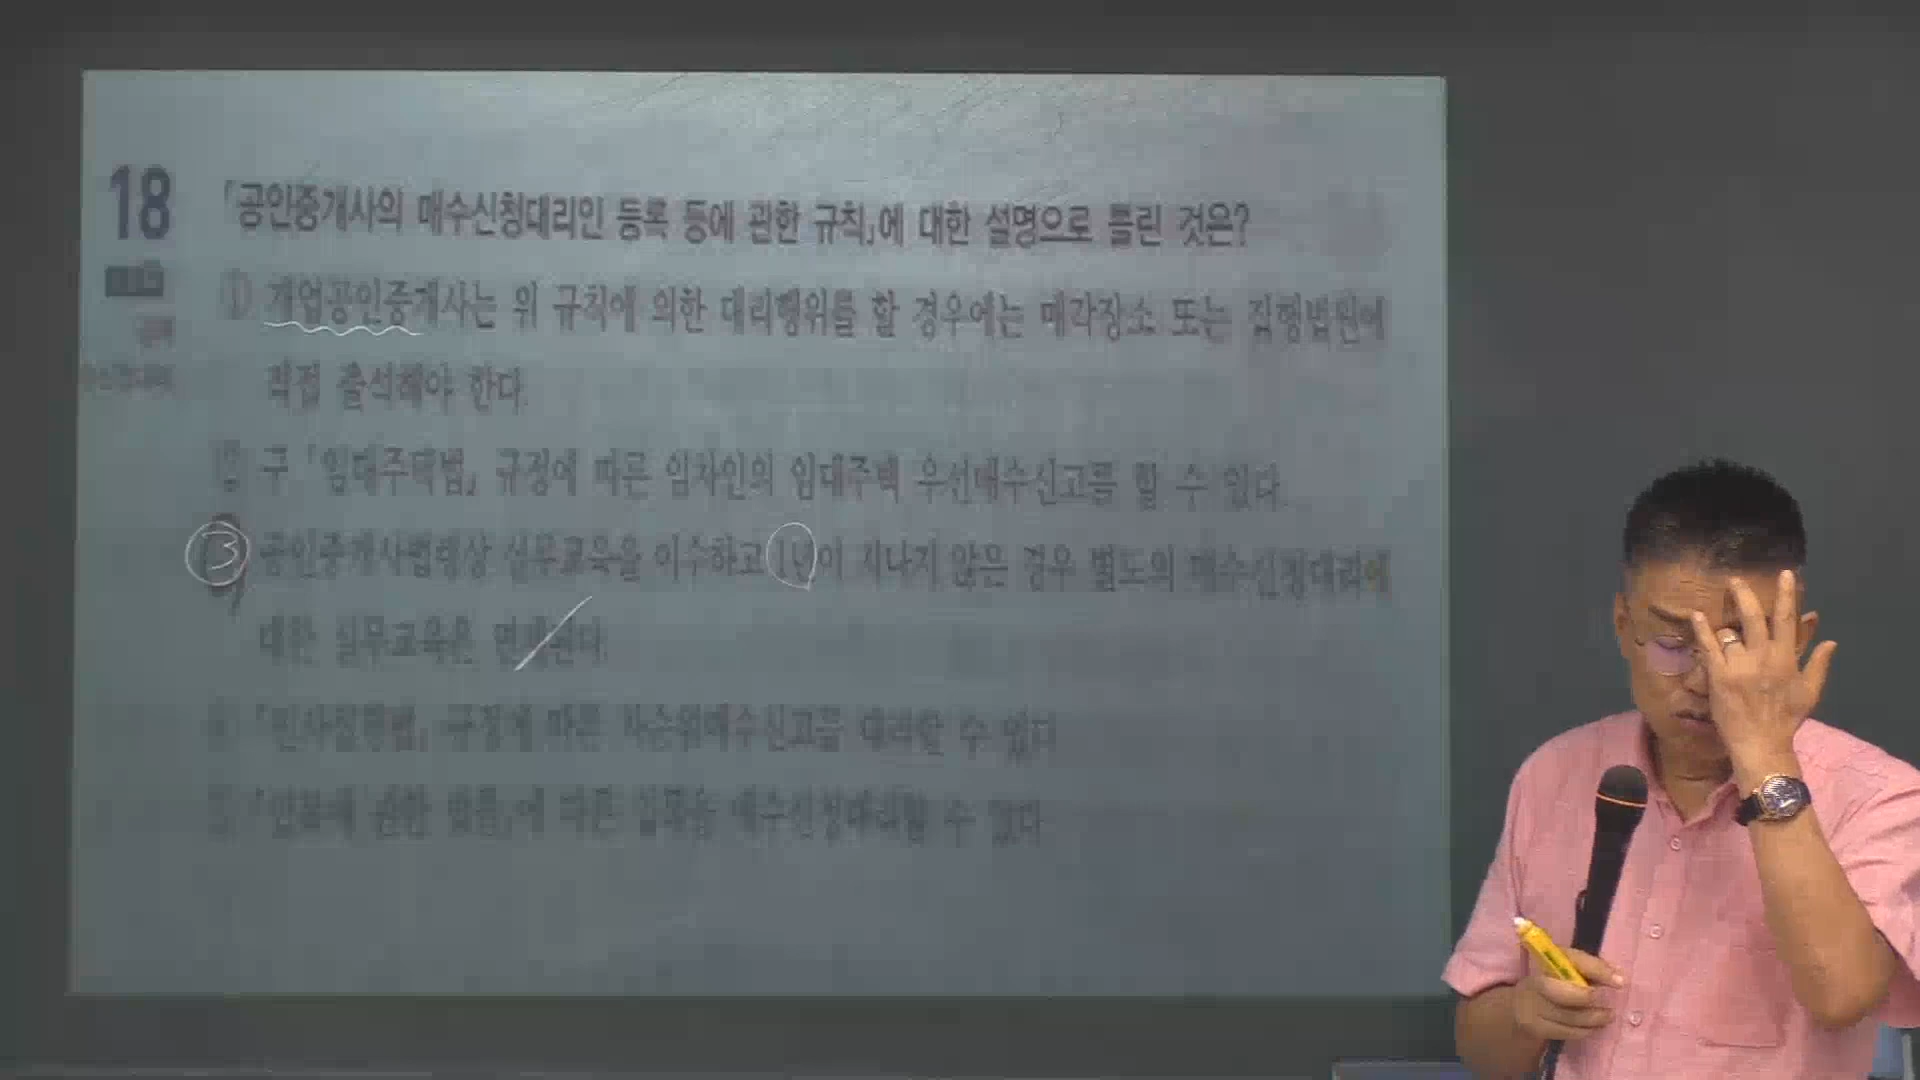 18 「공인중개사의 매수신청대리인 등록 등에 관한 규칙」에 대한 설명으로 틀린 것은?
① 개업공인중개사는 위 규칙에 의한 대리행위를 할 경우에는 매각장소 또는 집행법원에
직접 출석해야 한다.
② 구 「임대주택법」 규정에 따른 임차인의 임대주택 우선매수신고를 할 수 있다.
③ 공인중개사법령상 실무교육을 이수하고 1년이 지나지 않은 경우 별도의 매수신청대리에
대한 실무교육은 면제된다.
④ 「민사집행법」 규정에 따른 차순위매수신고를 대리할 수 있다.
⑤ 「입목에 관한 법률」에 따른 입목을 매수신청대리할 수 있다.